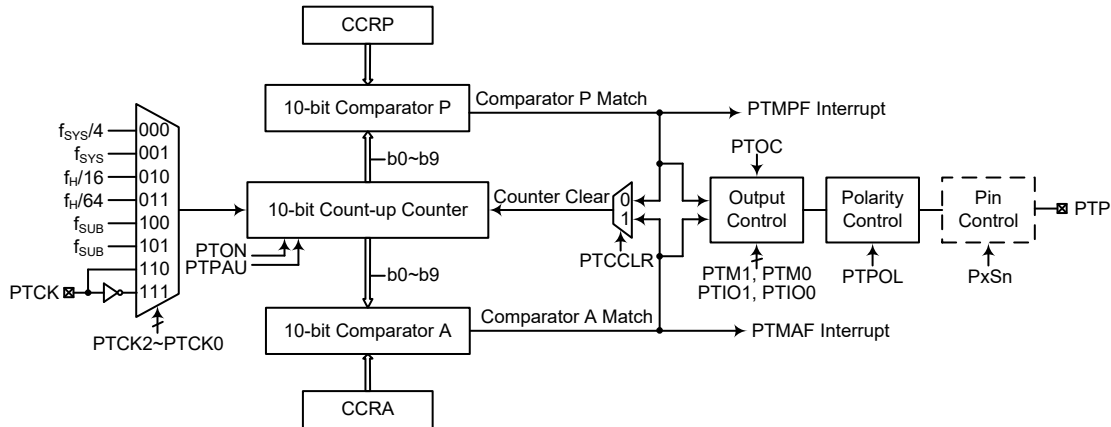 CCRP
10-bit Comparator P
Comparator P Match
PTMPF Interrupt
fSYS/4
000
fSYS
001
fH/16
010
fH/64
011
fSUB
100
fSUB
101
110
111
PTCK
PTCK2~PTCK0
b0~b9
10-bit Count-up Counter
Counter Clear
0
1
PTCCLR
PTON
PTPAU
b0~b9
PTOC
Output
Control
PTM1, PTM0
PTIO1, PTIO0
Polarity
Control
PTPOL
Pin
Control
PxSn
PTP
10-bit Comparator A
Comparator A Match
PTMAF Interrupt
CCRA